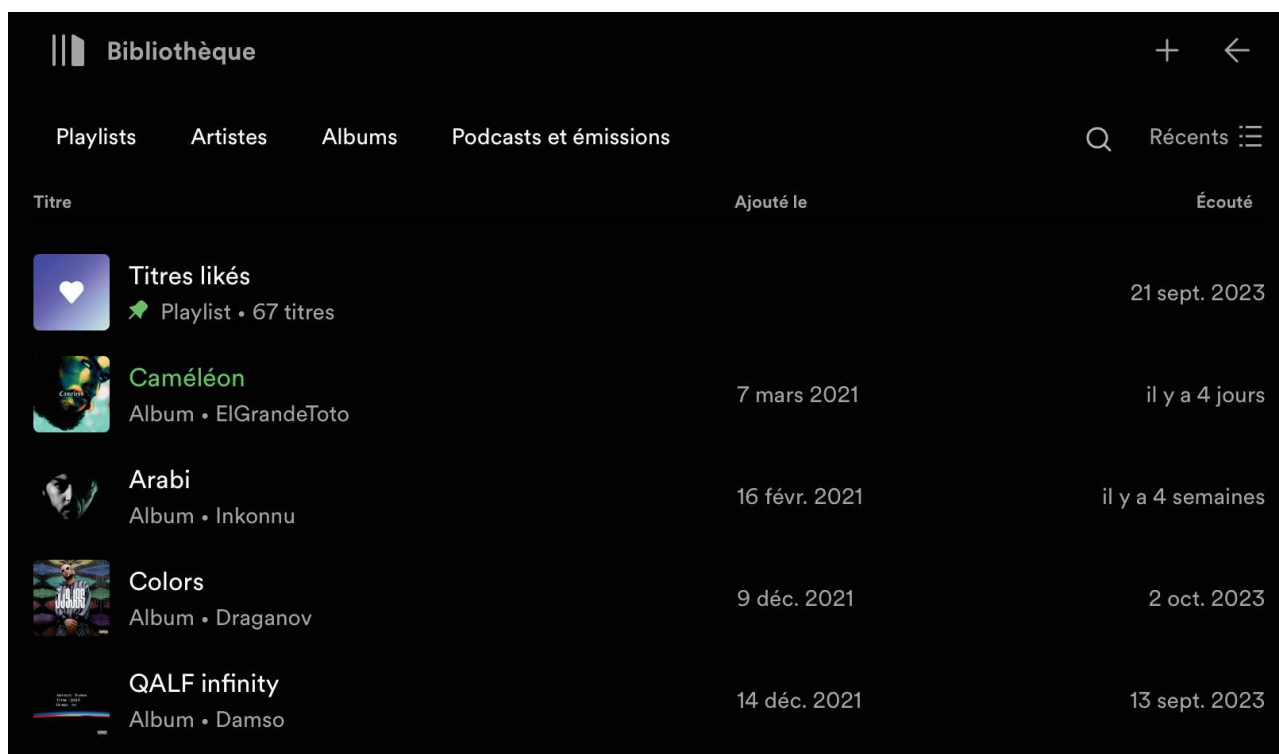 Bibliothèque
Playlists Artistes Albums Podcasts et émissions Récents
Titre Ajouté le Écouté
Titres likés
Playlist • 67 titres
21 sept. 2023
Caméléon
Album • ElGrandeToto
7 mars 2021
il y a 4 jours
Arabi
Album • Inkonnu
16 févr. 2021
il y a 4 semaines
Colors
Album • Draganov
9 déc. 2021
2 oct. 2023
QALF infinity
Album • Damso
14 déc. 2021
13 sept. 2023